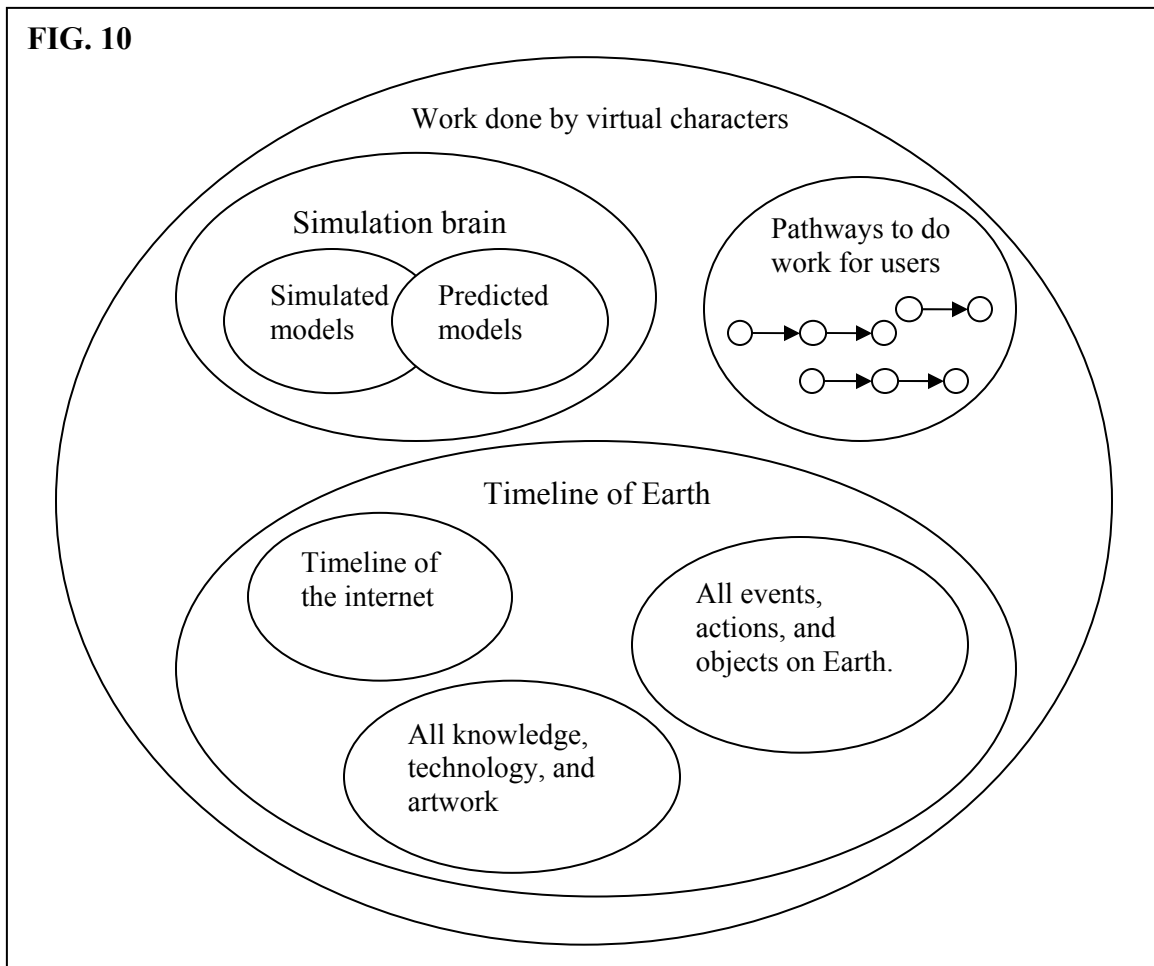 FIG. 10
Work done by virtual characters
Simulation brain
Simulated
models
Predicted
models
Pathways to do
work for users
Timeline of Earth
Timeline of
the internet
All events,
actions, and
objects on Earth.
All knowledge,
technology, and
artwork